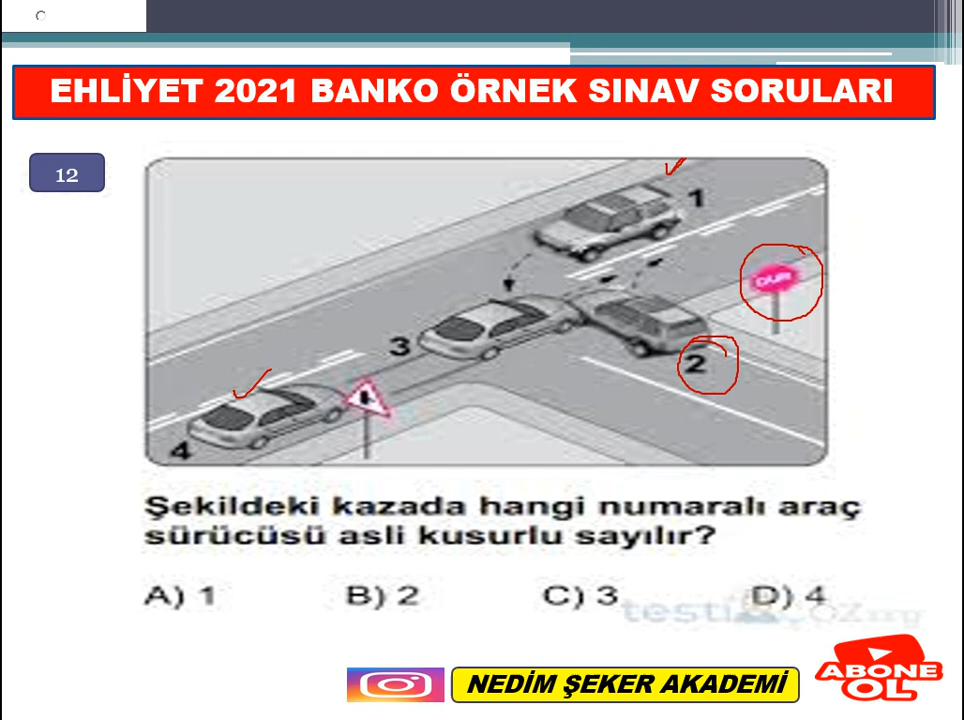 EHLİYET 2021 BANKO ÖRNEK SINAV SORULARI
12
1
DUR
3
2
4
Şekildeki kazada hangi numaralı araç
sürücüsü asli kusurlu sayılır?
A) 1 B) 2 C) 3 D) 4
NEDİM ŞEKER AKADEMİ
ABONE
OL